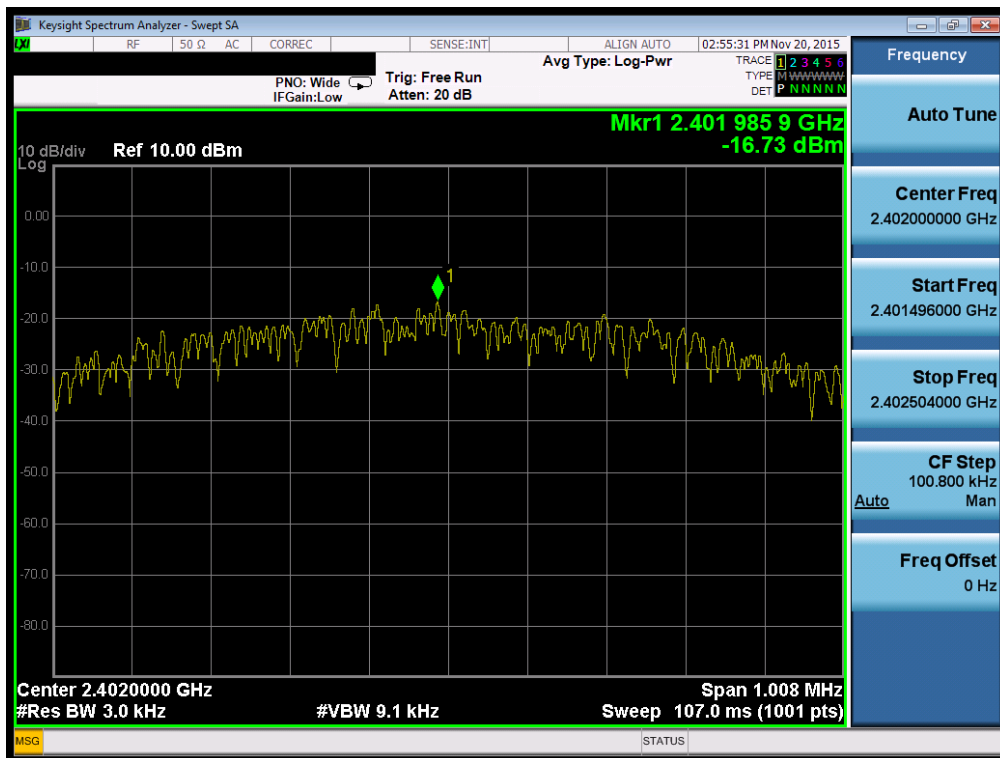 Keysight Spectrum Analyzer - Swept SA
LXI RF 50 Ω AC CORREC SENSE:INT ALIGN AUTO 02:55:31 PM Nov 20, 2015
Avg Type: Log-Pwr
TRACE 1 2 3 4 5 6
PNO: Wide Trig: Free Run
TYPE M WWWWW
IFGain:Low Atten: 20 dB
DET P N N N N N
Mkr1 2.401 985 9 GHz
-16.73 dBm
10 dB/div Ref 10.00 dBm
Log
0.00
-10.0
1
-20.0
-30.0
-40.0
-50.0
-60.0
-70.0
-80.0
Center 2.4020000 GHz Span 1.008 MHz
#Res BW 3.0 kHz #VBW 9.1 kHz Sweep 107.0 ms (1001 pts)
MSG STATUS
Frequency
Auto Tune
Center Freq
2.402000000 GHz
Start Freq
2.401496000 GHz
Stop Freq
2.402504000 GHz
CF Step
100.800 kHz
Auto Man
Freq Offset
0 Hz